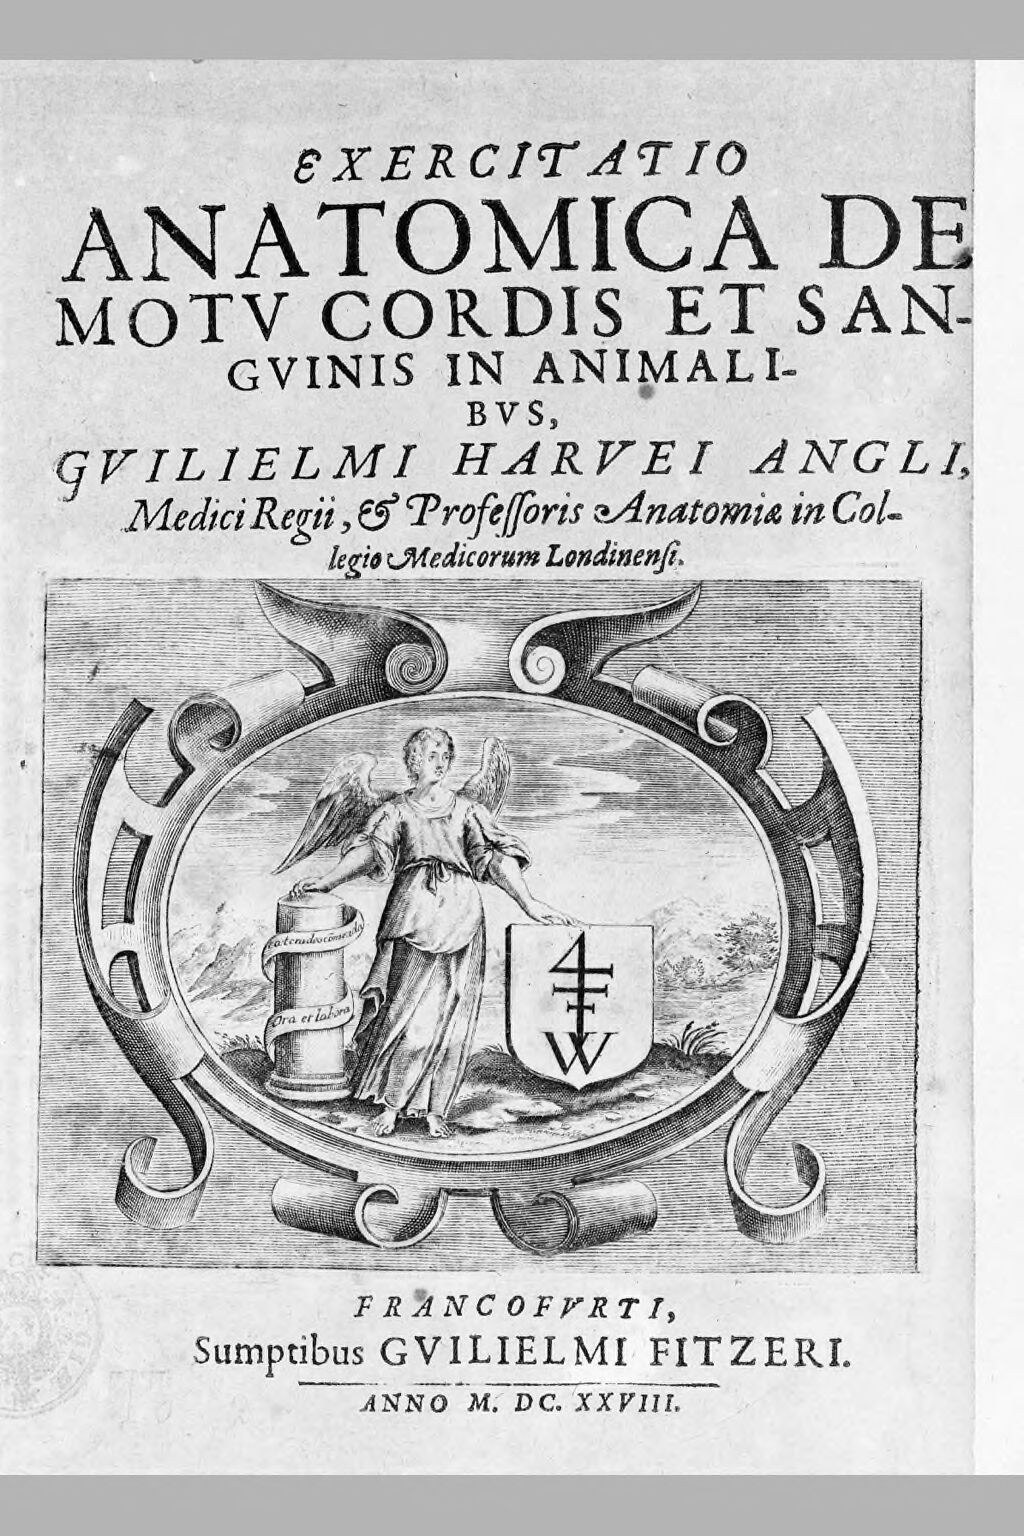 EXERCITATIO
ANATOMICA DE
MOTV CORDIS ET SAN-
GVINIS IN ANIMALI-
BVS,
GVILIELMI HARVEI ANGLI,
Medici Regii, & Professoris Anatomiæ in Col-
legio Medicorum Londinensi.
Ora et labora
4
F
W
FRANCOFVRTI,
Sumptibus GVILIELMI FITZERI.
ANNO M. DC. XXVIII.